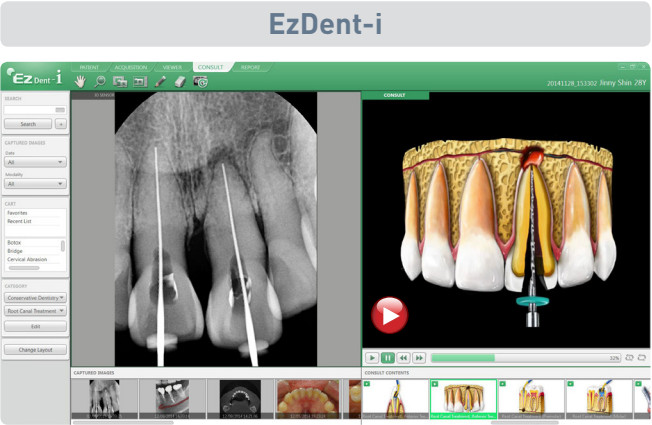 EzDent-i
EZ Dent-i
PATIENT
ACQUISITION
VIEWER
CONSULT
REPORT
20141128_153302 Jinny Shin 28Y
SEARCH
Search
CAPTURED IMAGES
Date
All
Modality
All
CART
Favorites
Recent List
Botox
Bridge
Cervical Abrasion
CATEGORY
Conservative Dentistry
Root Canal Treatment
Edit
Change Layout
CONSULT
32%
CAPTURED IMAGES
CONSULT CONTENTS